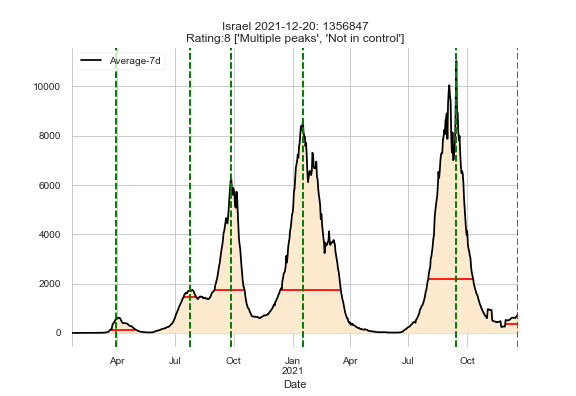 Israel 2021-12-20: 1356847
Rating:8 ['Multiple peaks', 'Not in control']
Average-7d
10000
8000
6000
4000
2000
0
Apr
Jul
Oct
Jan
2021
Apr
Jul
Oct
Date